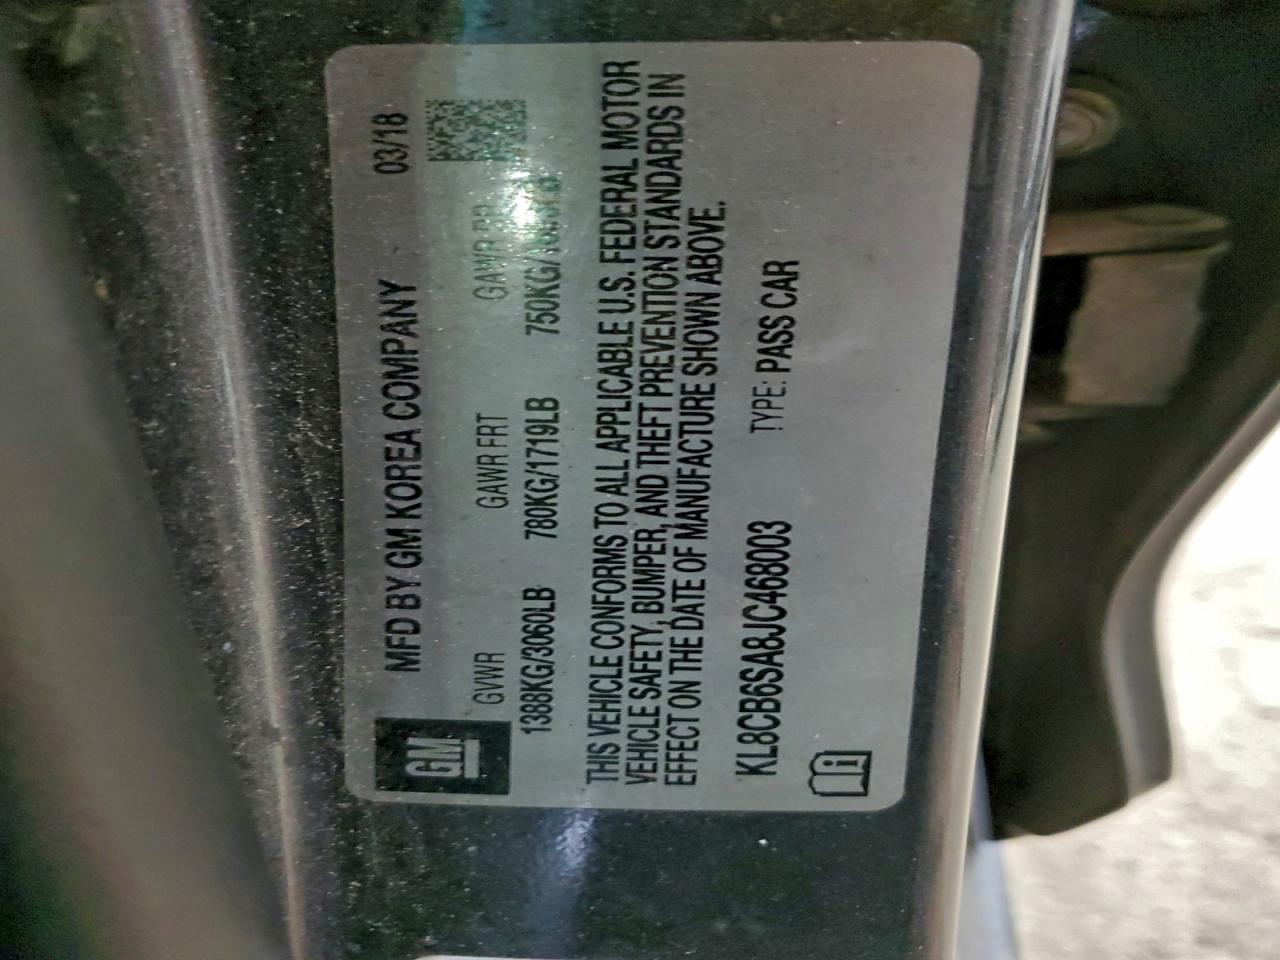 GM
MFD BY GM KOREA COMPANY 03/18
GVWR GAWR FRT GAWR
1388KG/3060LB 780KG/1719LB 750KG/
THIS VEHICLE CONFORMS TO ALL APPLICABLE U.S. FEDERAL MOTOR
VEHICLE SAFETY, BUMPER, AND THEFT PREVENTION STANDARDS IN
EFFECT ON THE DATE OF MANUFACTURE SHOWN ABOVE.
KL8CB6SA8JC468003 TYPE: PASS CAR